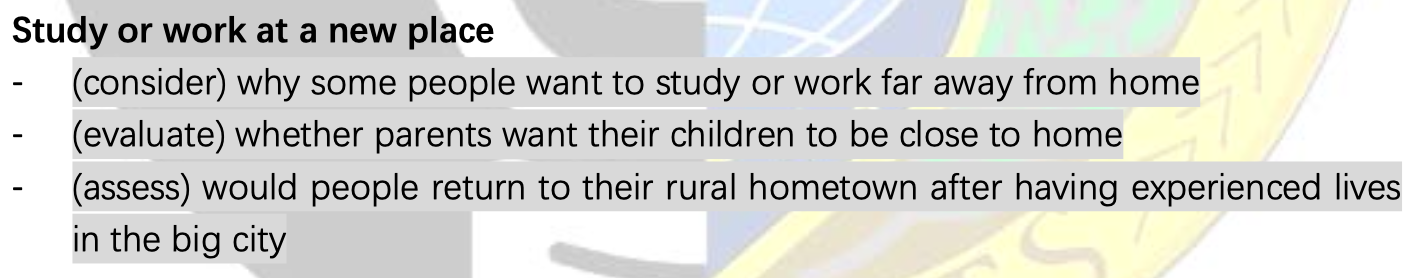 Study or work at a new place
- (consider) why some people want to study or work far away from home
- (evaluate) whether parents want their children to be close to home
- (assess) would people return to their rural hometown after having experienced lives
in the big city